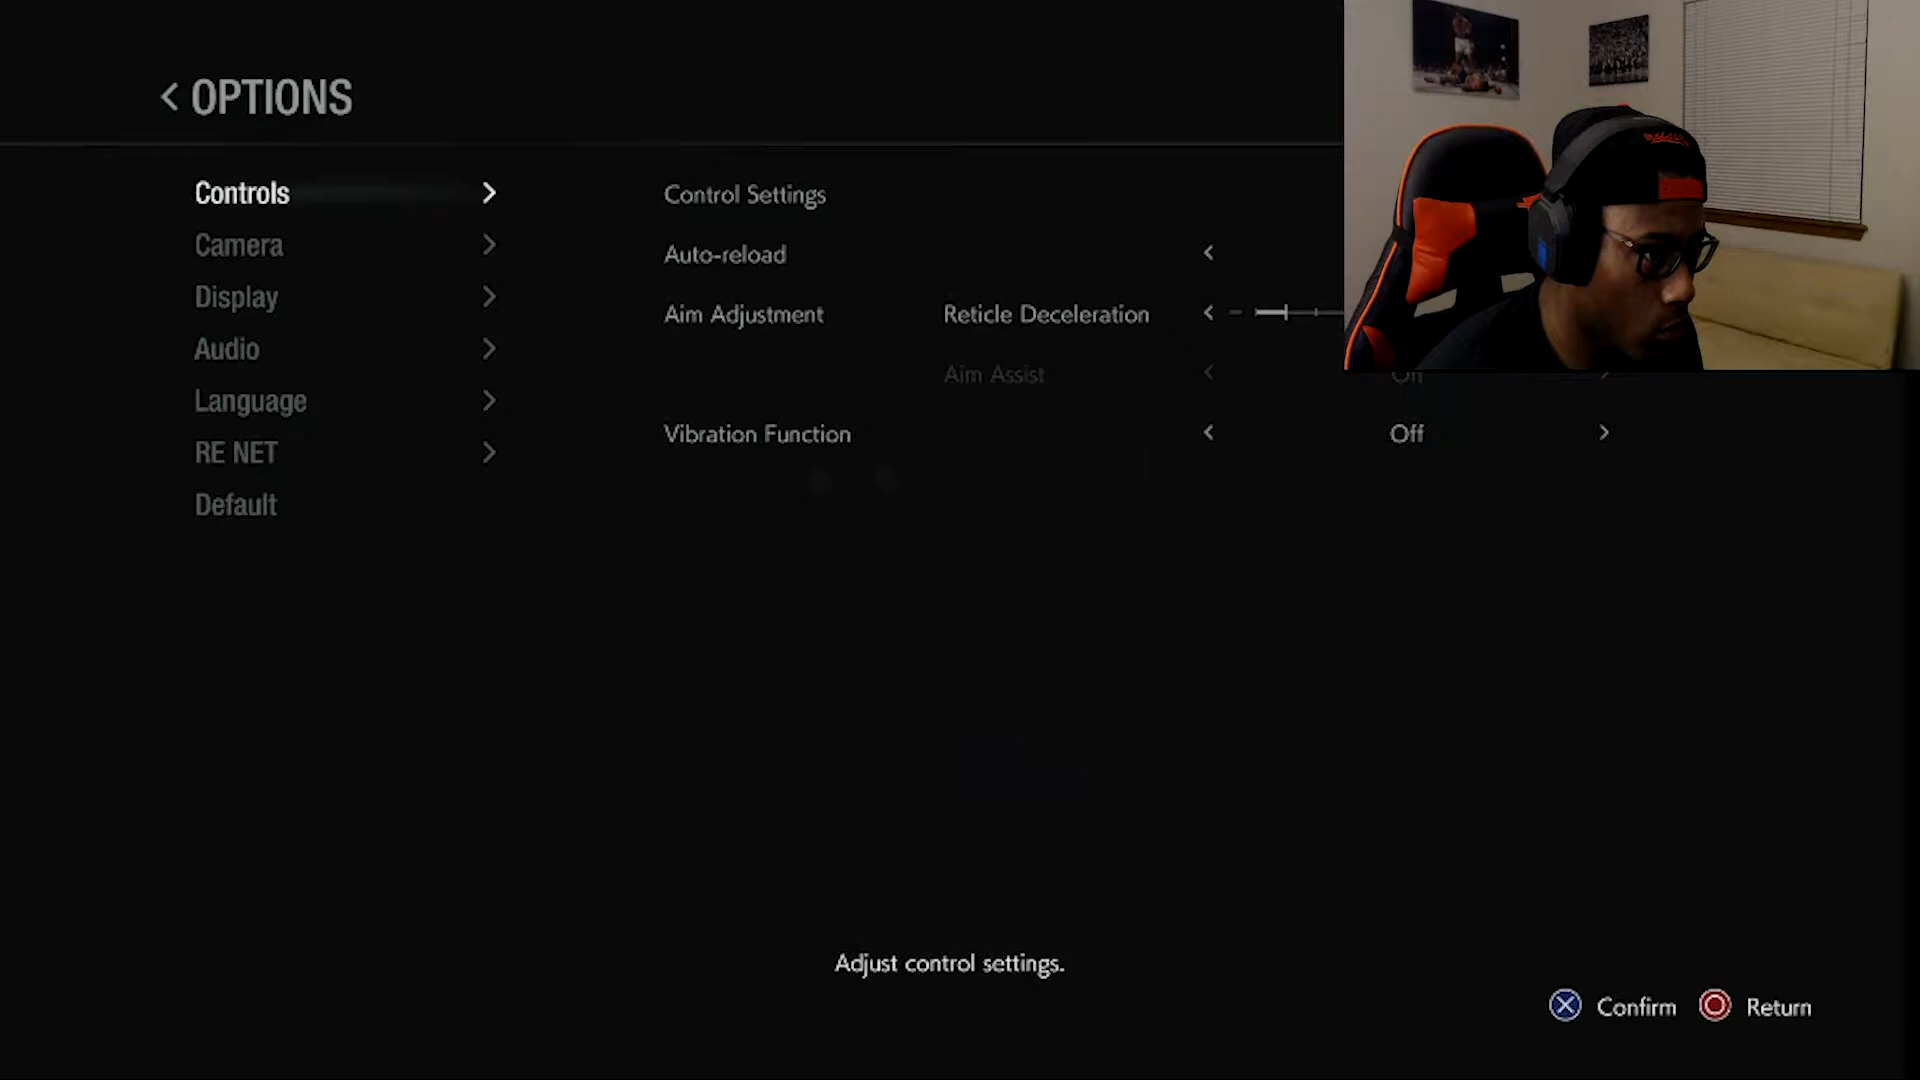 < OPTIONS
Controls >
Camera >
Display >
Audio >
Language >
RE NET >
Default
Control Settings
Auto-reload <
Aim Adjustment Reticle Deceleration <
Aim Assist < On >
Vibration Function < Off >
Adjust control settings.
Confirm Return